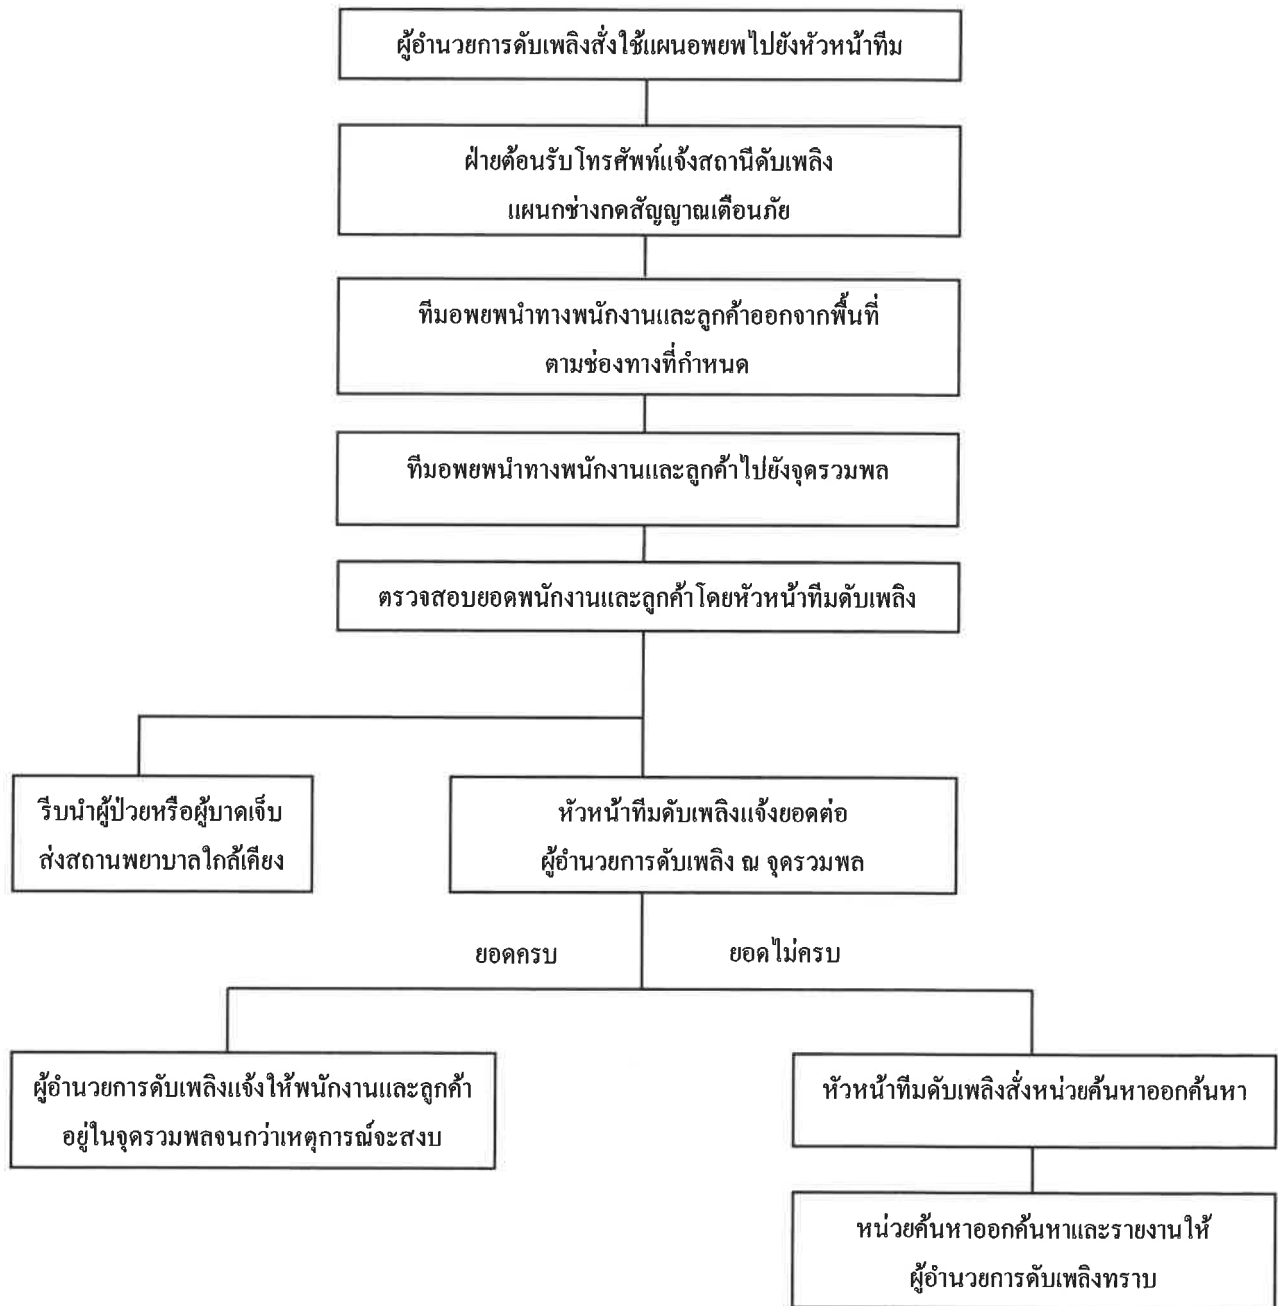 ผู้อำนวยการดับเพลิงสั่งใช้แผนอพยพไปยังหัวหน้าทีม
ฝ่ายต้อนรับโทรศัพท์แจ้งสถานีดับเพลิง
แผนกช่างกดสัญญาณเตือนภัย
ทีมอพยพนำทางพนักงานและลูกค้าออกจากพื้นที่
ตามช่องทางที่กำหนด
ทีมอพยพนำทางพนักงานและลูกค้าไปยังจุดรวมพล
ตรวจสอบยอดพนักงานและลูกค้าโดยหัวหน้าทีมดับเพลิง
รีบนำผู้ป่วยหรือผู้บาดเจ็บ
ส่งสถานพยาบาลใกล้เคียง
หัวหน้าทีมดับเพลิงแจ้งยอดต่อ
ผู้อำนวยการดับเพลิง ณ จุดรวมพล
ยอดครบ
ยอดไม่ครบ
ผู้อำนวยการดับเพลิงแจ้งให้พนักงานและลูกค้า
อยู่ในจุดรวมพลจนกว่าเหตุการณ์จะสงบ
หัวหน้าทีมดับเพลิงสั่งหน่วยค้นหาออกค้นหา
หน่วยค้นหาออกค้นหาและรายงานให้
ผู้อำนวยการดับเพลิงทราบ